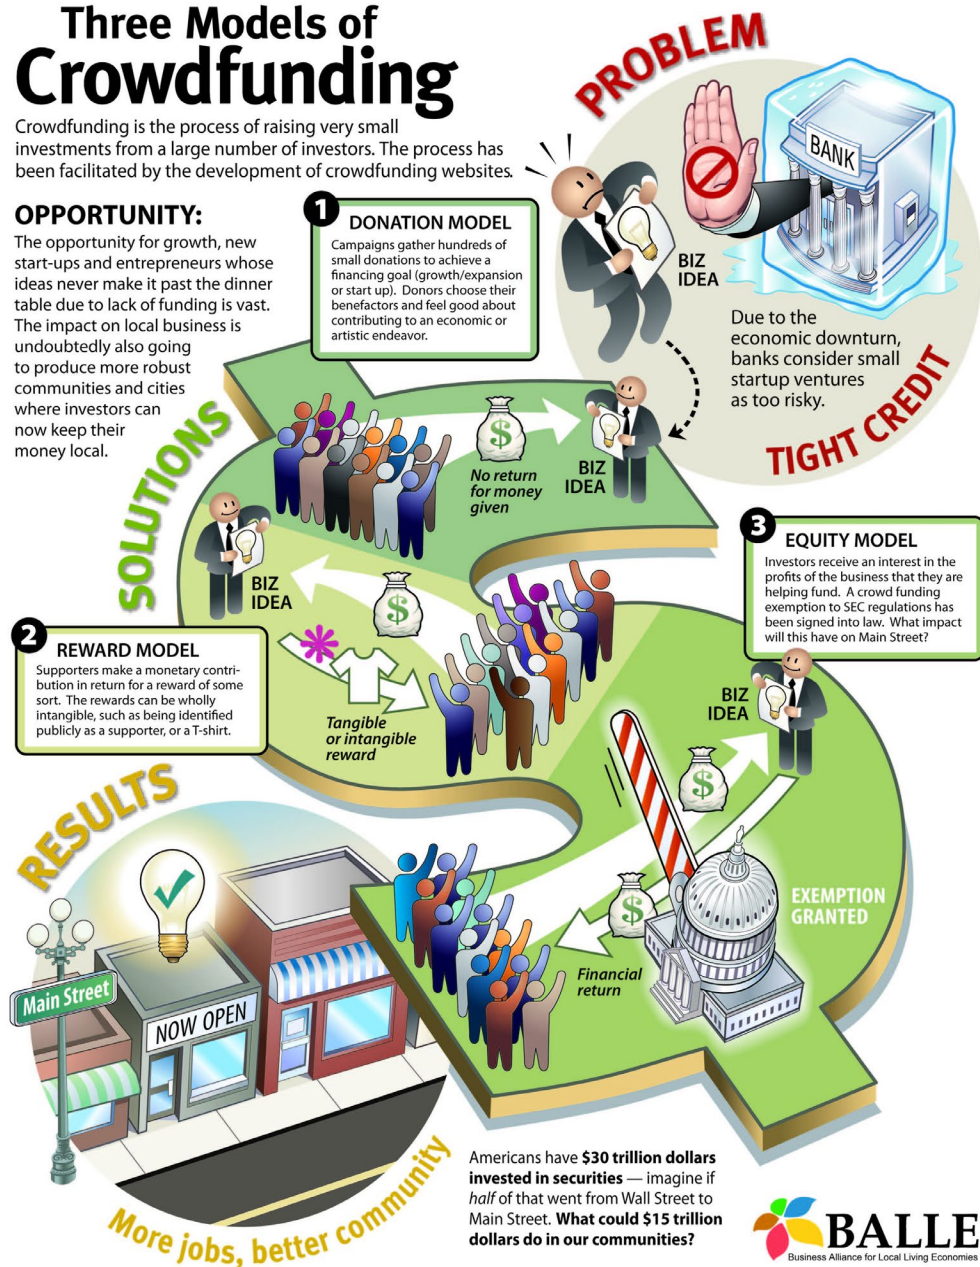 Three Models of
Crowdfunding
Crowdfunding is the process of raising very small
investments from a large number of investors. The process has
been facilitated by the development of crowdfunding websites.
PROBLEM
BANK
BIZ
IDEA
Due to the
economic downturn,
banks consider small
startup ventures
as too risky.
TIGHT CREDIT
OPPORTUNITY:
The opportunity for growth, new
start-ups and entrepreneurs whose
ideas never make it past the dinner
table due to lack of funding is vast.
The impact on local business is
undoubtedly also going
to produce more robust
communities and cities
where investors can
now keep their
money local.
SOLUTIONS
1
DONATION MODEL
Campaigns gather hundreds of
small donations to achieve a
financing goal (growth/expansion
or start up). Donors choose their
benefactors and feel good about
contributing to an economic or
artistic endeavor.
$
No return
for money
given
BIZ
IDEA
2
REWARD MODEL
Supporters make a monetary contri-
bution in return for a reward of some
sort. The rewards can be wholly
intangible, such as being identified
publicly as a supporter, or a T-shirt.
BIZ
IDEA
$
Tangible
or intangible
reward
3
EQUITY MODEL
Investors receive an interest in the
profits of the business that they are
helping fund. A crowd funding
exemption to SEC regulations has
been signed into law. What impact
will this have on Main Street?
BIZ
IDEA
$
$
EXEMPTION
GRANTED
Financial
return
RESULTS
Main Street
NOW OPEN
More jobs, better community
Americans have $30 trillion dollars
invested in securities — imagine if
half of that went from Wall Street to
Main Street. What could $15 trillion
dollars do in our communities?
BALLE
Business Alliance for Local Living Economies